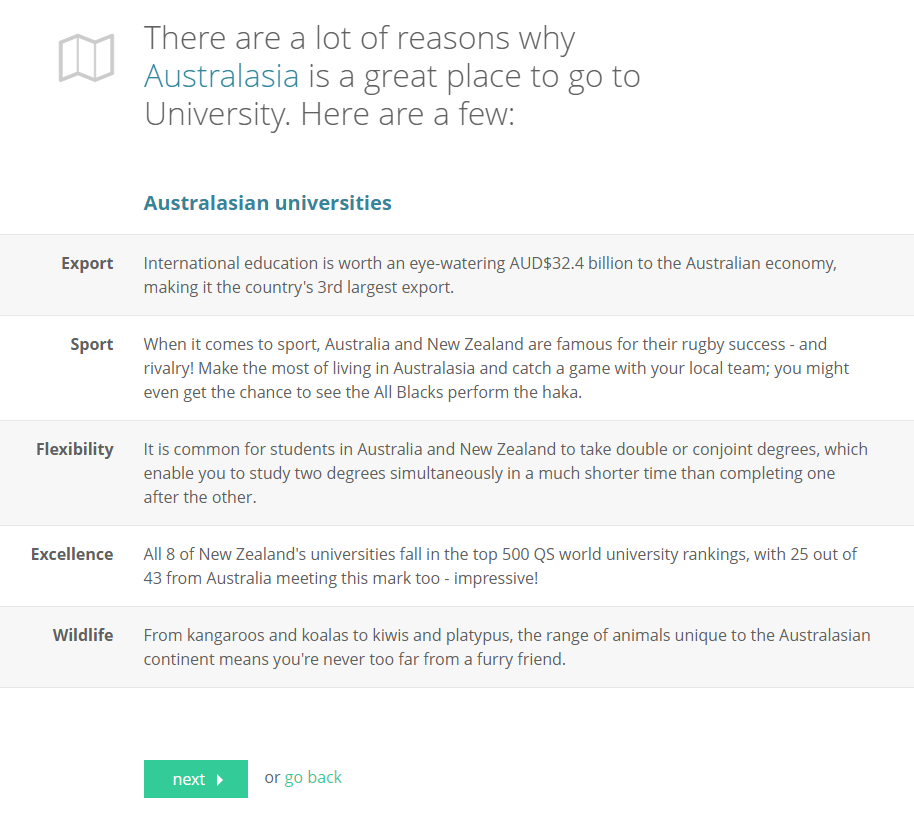 There are a lot of reasons why
Australasia is a great place to go to
University. Here are a few:
Australasian universities
Export
International education is worth an eye-watering AUD$32.4 billion to the Australian economy,
making it the country's 3rd largest export.
Sport
When it comes to sport, Australia and New Zealand are famous for their rugby success - and
rivalry! Make the most of living in Australasia and catch a game with your local team; you might
even get the chance to see the All Blacks perform the haka.
Flexibility
It is common for students in Australia and New Zealand to take double or conjoint degrees, which
enable you to study two degrees simultaneously in a much shorter time than completing one
after the other.
Excellence
All 8 of New Zealand's universities fall in the top 500 QS world university rankings, with 25 out of
43 from Australia meeting this mark too - impressive!
Wildlife
From kangaroos and koalas to kiwis and platypus, the range of animals unique to the Australasian
continent means you're never too far from a furry friend.
next or go back